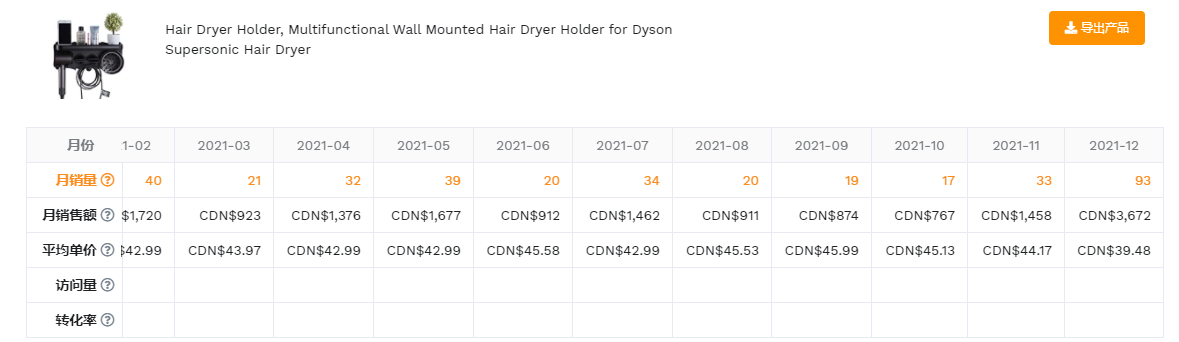 Hair Dryer Holder, Multifunctional Wall Mounted Hair Dryer Holder for Dyson
Supersonic Hair Dryer
导出产品
月份 1-02 2021-03 2021-04 2021-05 2021-06 2021-07 2021-08 2021-09 2021-10 2021-11 2021-12
月销量 40 21 32 39 20 34 20 19 17 33 93
月销售额 $1,720 CDN$923 CDN$1,376 CDN$1,677 CDN$912 CDN$1,462 CDN$911 CDN$874 CDN$767 CDN$1,458 CDN$3,672
平均单价 $42.99 CDN$43.97 CDN$42.99 CDN$42.99 CDN$45.58 CDN$42.99 CDN$45.53 CDN$45.99 CDN$45.13 CDN$44.17 CDN$39.48
访问量
转化率